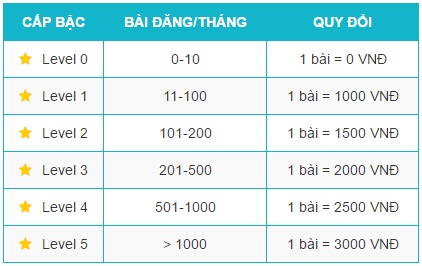 CẤP BẬC BÀI ĐĂNG/THÁNG QUY ĐỔI
Level 0 0-10 1 bài = 0 VNĐ
Level 1 11-100 1 bài = 1000 VNĐ
Level 2 101-200 1 bài = 1500 VNĐ
Level 3 201-500 1 bài = 2000 VNĐ
Level 4 501-1000 1 bài = 2500 VNĐ
Level 5 > 1000 1 bài = 3000 VNĐ